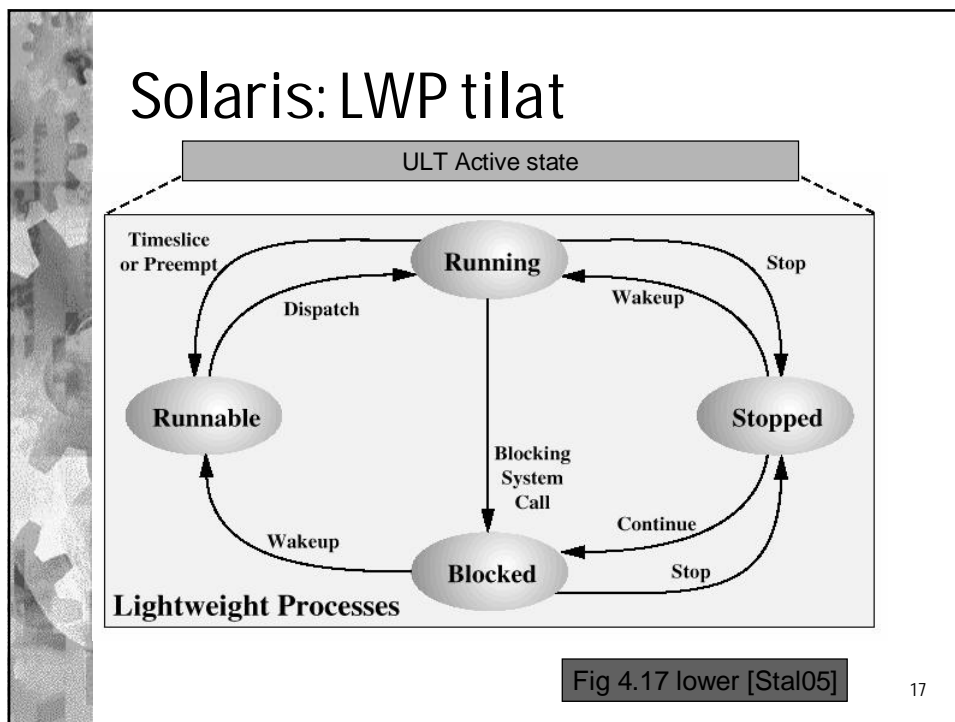 Solaris: LWP tilat
ULT Active state
Timeslice
or Preempt
Running
Stop
Wakeup
Dispatch
Runnable
Stopped
Blocking
System
Call
Continue
Wakeup
Blocked
Stop
Lightweight Processes
Fig 4.17 lower [Stal05]
17